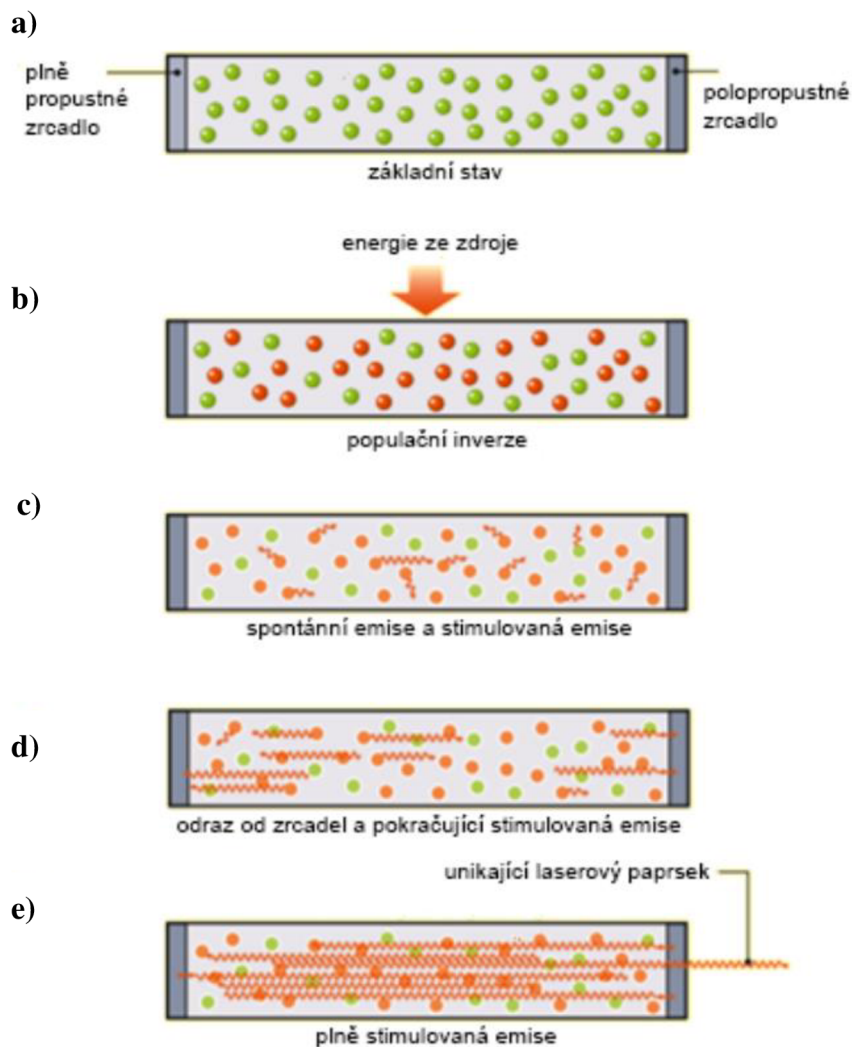 a)
plně
propustné
zrcadlo
polopropustné
zrcadlo
základní stav
energie ze zdroje
b)
populační inverze
c)
spontánní emise a stimulovaná emise
d)
odraz od zrcadel a pokračující stimulovaná emise
unikající laserový paprsek
e)
plně stimulovaná emise